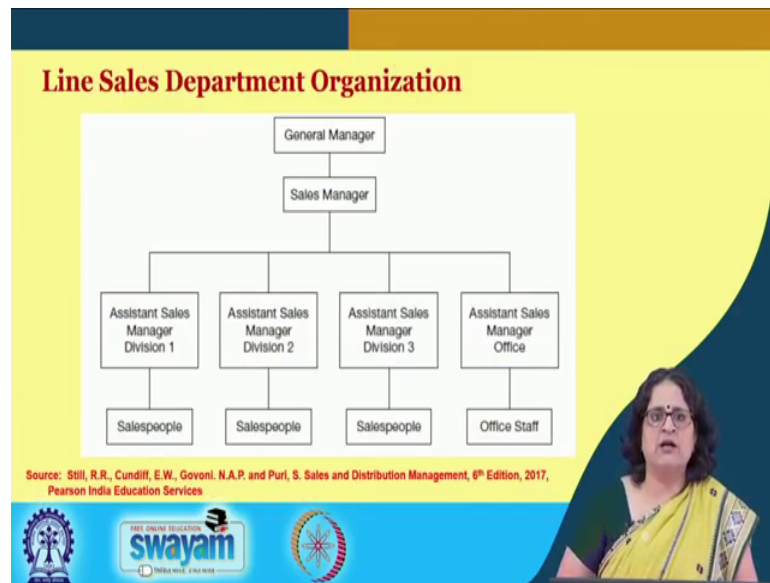 Line Sales Department Organization
General Manager
Sales Manager
Assistant Sales
Manager
Division 1
Assistant Sales
Manager
Division 2
Assistant Sales
Manager
Division 3
Assistant Sales
Manager
Office
Salespeople
Salespeople
Salespeople
Office Staff
Source: Still, R.R., Cundiff, E.W., Govoni. N.A.P. and Puri, S. Sales and Distribution Management, 6th Edition, 2017,
Pearson India Education Services
FREE ONLINE EDUCATION
swayam